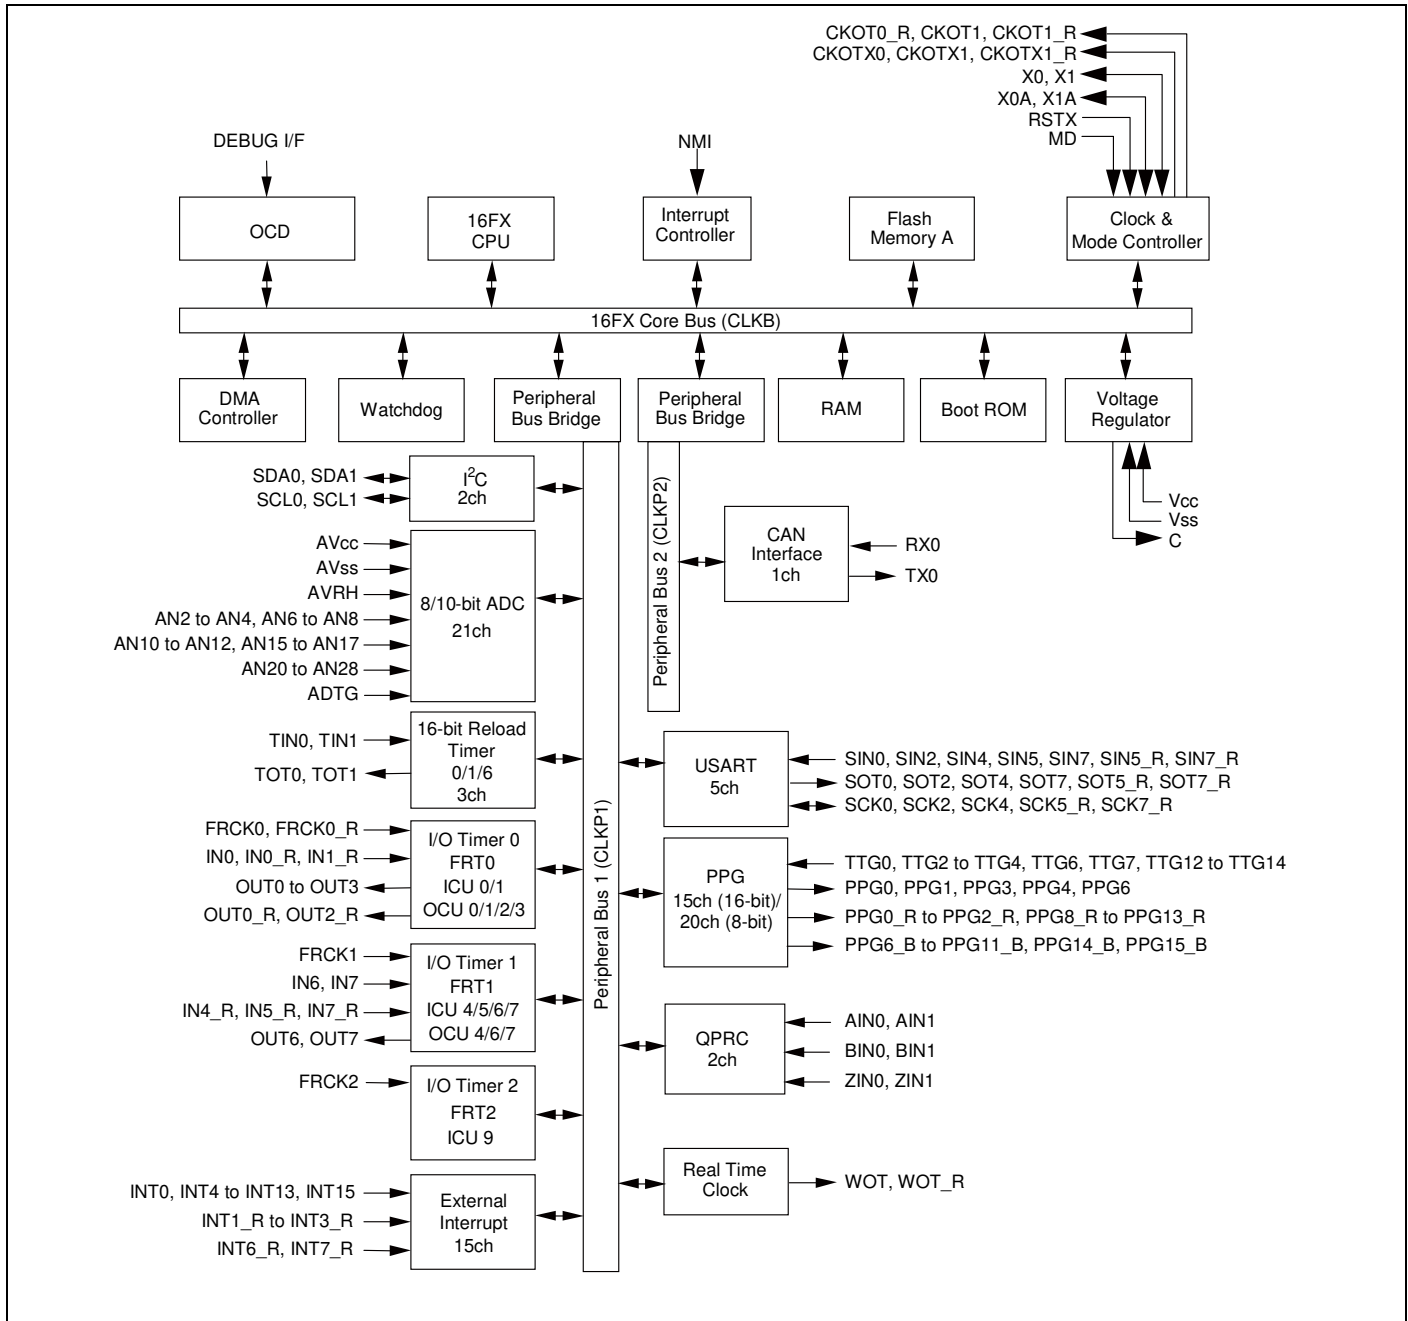 CKOT0_R, CKOT1, CKOT1_R
CKOTX0, CKOTX1, CKOTX1_R
X0, X1
X0A, X1A
RSTX
MD
DEBUG I/F
NMI
OCD
16FX
CPU
Interrupt
Controller
Flash
Memory A
Clock &
Mode Controller
16FX Core Bus (CLKB)
DMA
Controller
Watchdog
Peripheral
Bus Bridge
Peripheral
Bus Bridge
RAM
Boot ROM
Voltage
Regulator
Vcc
Vss
C
SDA0, SDA1
SCL0, SCL1
I²C
2ch
AVcc
AVss
AVRH
AN2 to AN4, AN6 to AN8
AN10 to AN12, AN15 to AN17
AN20 to AN28
ADTG
8/10-bit ADC
21ch
TIN0, TIN1
TOT0, TOT1
16-bit Reload
Timer
0/1/6
3ch
FRCK0, FRCK0_R
IN0, IN0_R, IN1_R
OUT0 to OUT3
OUT0_R, OUT2_R
I/O Timer 0
FRT0
ICU 0/1
OCU 0/1/2/3
FRCK1
IN6, IN7
IN4_R, IN5_R, IN7_R
OUT6, OUT7
I/O Timer 1
FRT1
ICU 4/5/6/7
OCU 4/6/7
FRCK2
I/O Timer 2
FRT2
ICU 9
INT0, INT4 to INT13, INT15
INT1_R to INT3_R
INT6_R, INT7_R
External
Interrupt
15ch
Peripheral Bus 1 (CLKP1)
Peripheral Bus 2 (CLKP2)
CAN
Interface
1ch
RX0
TX0
USART
5ch
SIN0, SIN2, SIN4, SIN5, SIN7, SIN5_R, SIN7_R
SOT0, SOT2, SOT4, SOT7, SOT5_R, SOT7_R
SCK0, SCK2, SCK4, SCK5_R, SCK7_R
PPG
15ch (16-bit)/
20ch (8-bit)
TTG0, TTG2 to TTG4, TTG6, TTG7, TTG12 to TTG14
PPG0, PPG1, PPG3, PPG4, PPG6
PPG0_R to PPG2_R, PPG8_R to PPG13_R
PPG6_B to PPG11_B, PPG14_B, PPG15_B
QPRC
2ch
AIN0, AIN1
BIN0, BIN1
ZIN0, ZIN1
Real Time
Clock
WOT, WOT_R